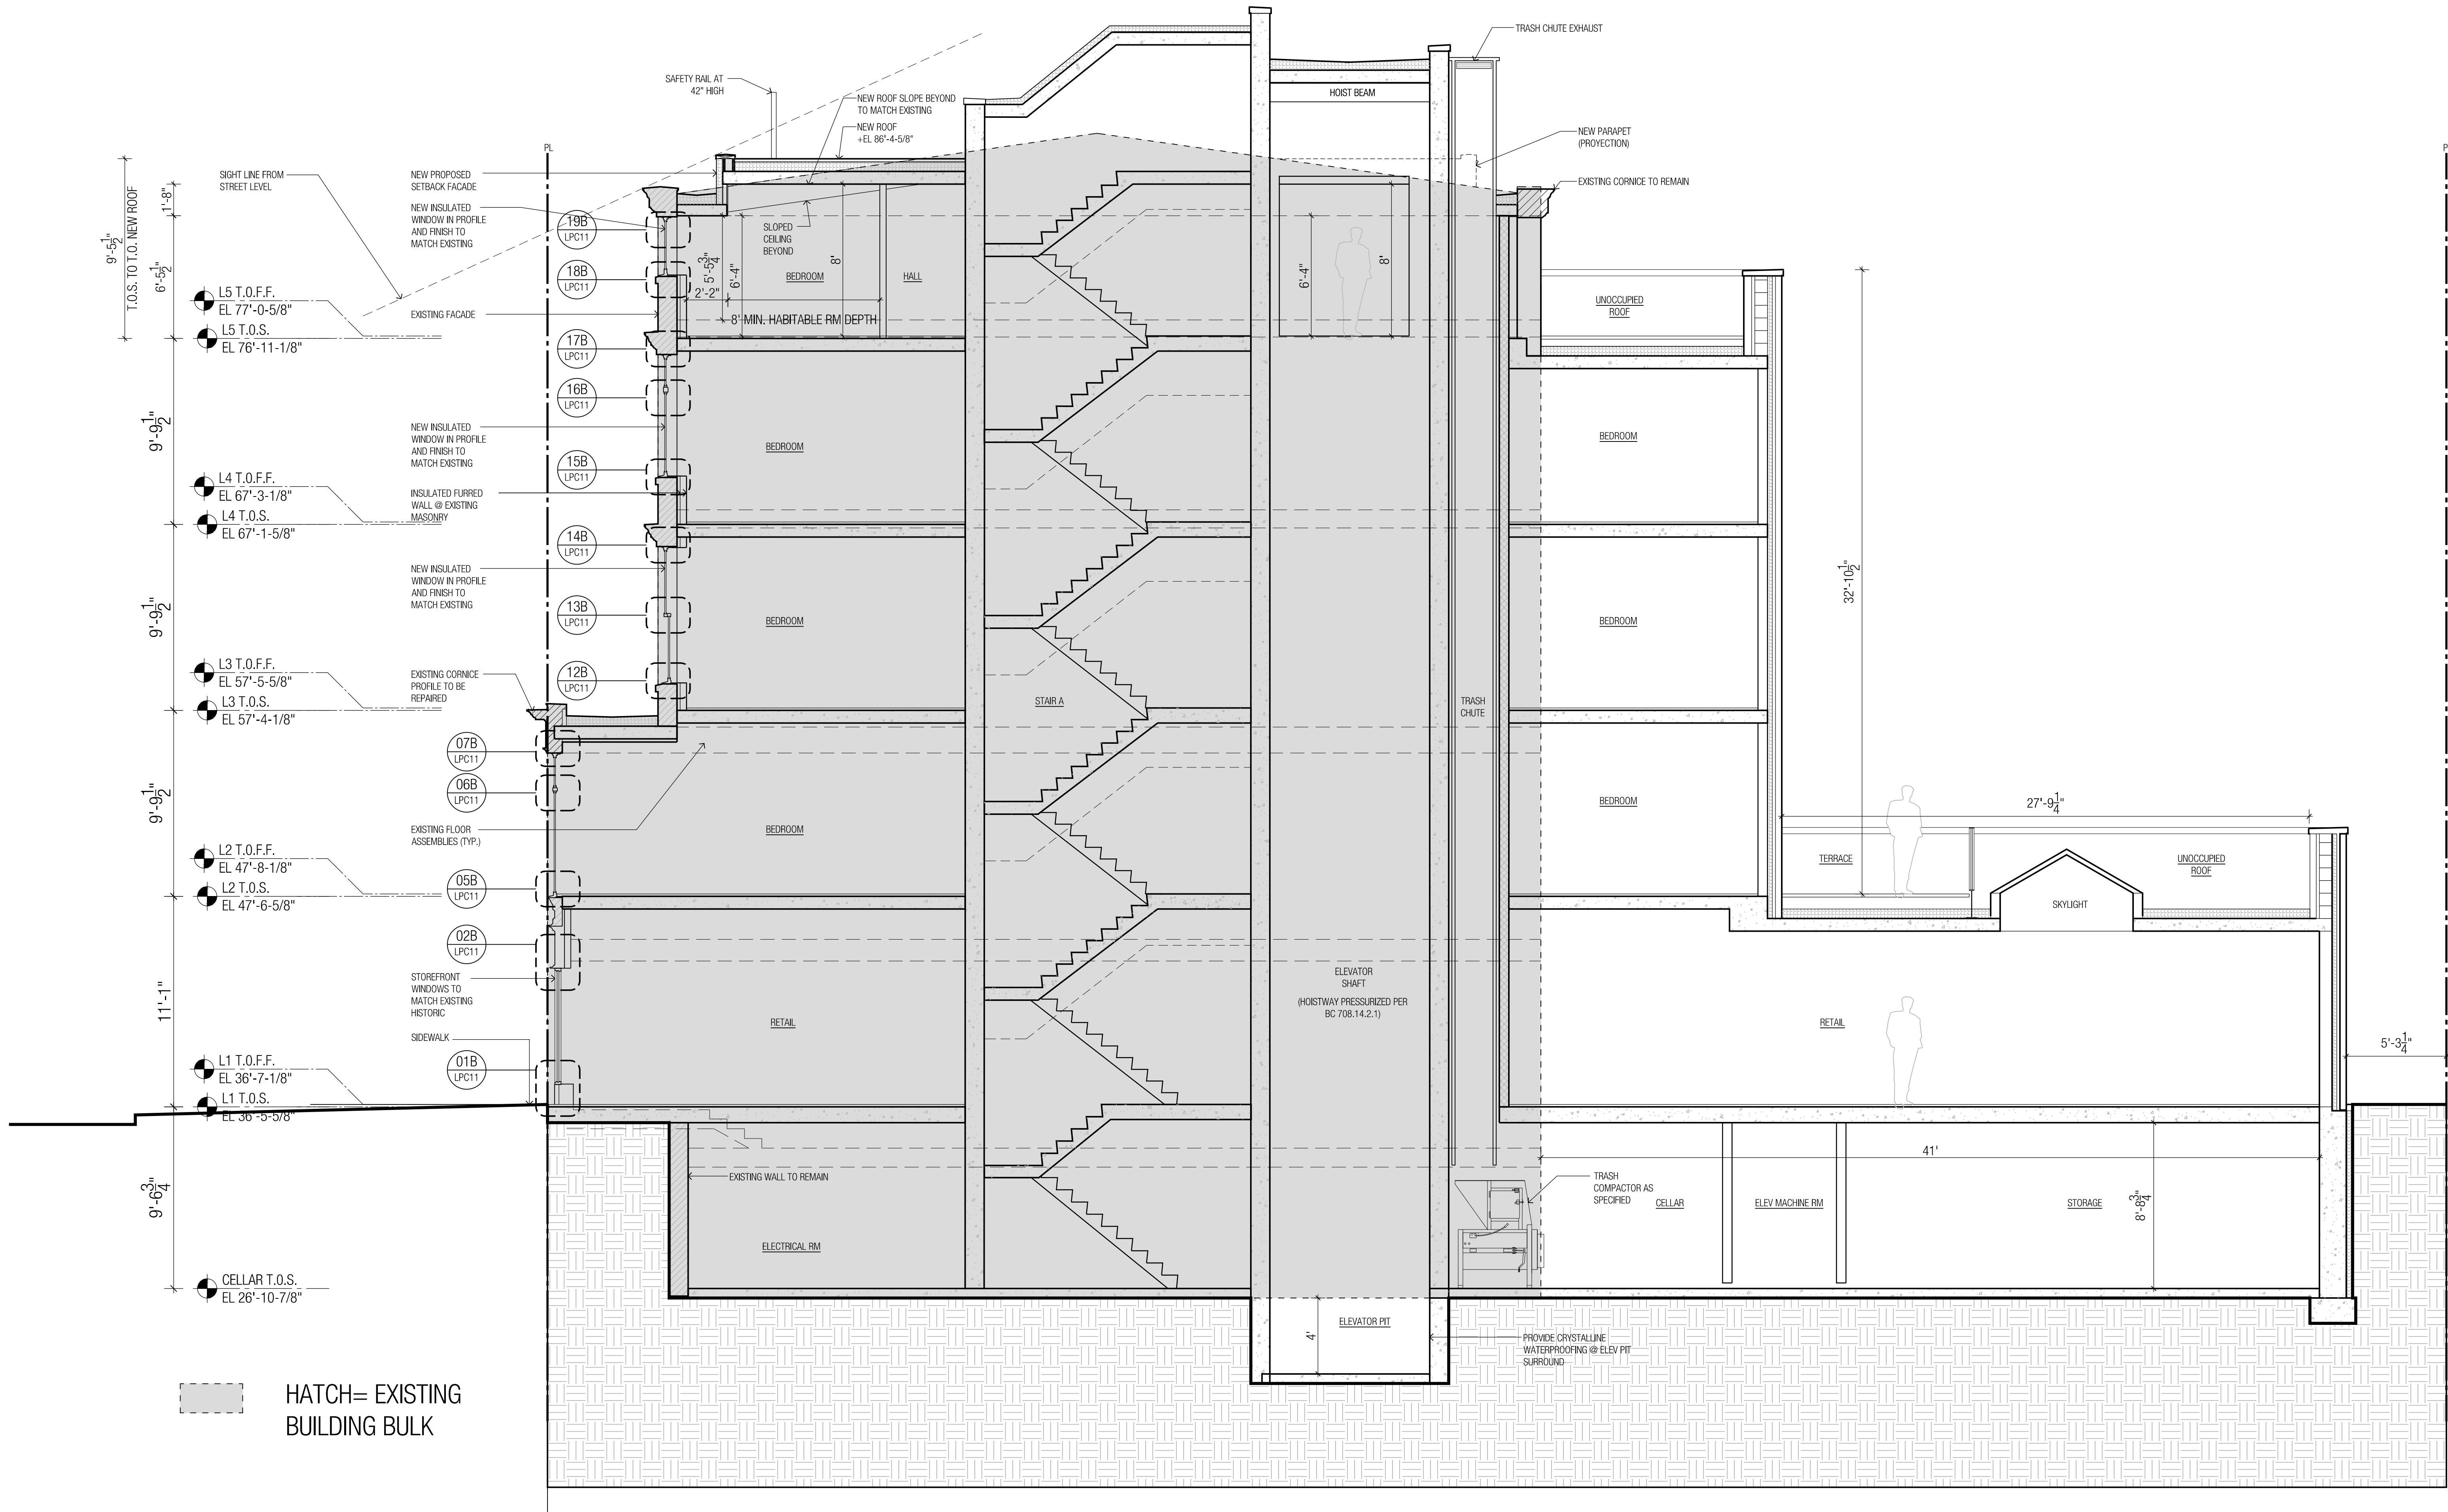 TRASH CHUTE EXHAUST
SAFETY RAIL AT
42" HIGH
NEW ROOF SLOPE BEYOND
TO MATCH EXISTING
NEW ROOF
+EL 86'-4-5/8"
HOIST BEAM
NEW PARAPET
(PROYECTION)
EXISTING CORNICE TO REMAIN
PL
P
SIGHT LINE FROM
STREET LEVEL
NEW PROPOSED
SETBACK FACADE
NEW INSULATED
WINDOW IN PROFILE
AND FINISH TO
MATCH EXISTING
SLOPED
CEILING
BEYOND
9'-5 1/2"
T.O.S. TO T.O. NEW ROOF
1'-8"
6'-5 1/2"
19B
LPC11
18B
LPC11
5'-5 3/4"
6'-4"
8'
2'-2"
BEDROOM
HALL
8' MIN. HABITABLE RM DEPTH
6'-4"
8'
UNOCCUPIED
ROOF
L5 T.O.F.F.
EL 77'-0-5/8"
L5 T.O.S.
EL 76'-11-1/8"
EXISTING FACADE
17B
LPC11
16B
LPC11
9'-9 1/2"
NEW INSULATED
WINDOW IN PROFILE
AND FINISH TO
MATCH EXISTING
BEDROOM
BEDROOM
15B
LPC11
L4 T.O.F.F.
EL 67'-3-1/8"
L4 T.O.S.
EL 67'-1-5/8"
INSULATED FURRED
WALL @ EXISTING
MASONRY
14B
LPC11
NEW INSULATED
WINDOW IN PROFILE
AND FINISH TO
MATCH EXISTING
32'-10 1/2"
9'-9 1/2"
13B
LPC11
BEDROOM
BEDROOM
L3 T.O.F.F.
EL 57'-5-5/8"
L3 T.O.S.
EL 57'-4-1/8"
EXISTING CORNICE
PROFILE TO BE
REPAIRED
12B
LPC11
STAIR A
TRASH
CHUTE
07B
LPC11
06B
LPC11
9'-9 1/2"
EXISTING FLOOR
ASSEMBLIES (TYP.)
BEDROOM
BEDROOM
27'-9 1/4"
TERRACE
UNOCCUPIED
ROOF
SKYLIGHT
L2 T.O.F.F.
EL 47'-8-1/8"
L2 T.O.S.
EL 47'-6-5/8"
05B
LPC11
02B
LPC11
STOREFRONT
WINDOWS TO
MATCH EXISTING
HISTORIC
11'-1"
RETAIL
ELEVATOR
SHAFT
(HOISTWAY PRESSURIZED PER
BC 708.14.2.1)
RETAIL
SIDEWALK
5'-3 1/4"
L1 T.O.F.F.
EL 36'-7-1/8"
L1 T.O.S.
EL 36'-5-5/8"
01B
LPC11
9'-6 3/4"
EXISTING WALL TO REMAIN
ELECTRICAL RM
TRASH
COMPACTOR AS
SPECIFIED
41'
CELLAR
ELEV MACHINE RM
STORAGE
8'-8 3/4"
CELLAR T.O.S.
EL 26'-10-7/8"
4'
ELEVATOR PIT
PROVIDE CRYSTALLINE
WATERPROOFING @ ELEV PIT
SURROUND
HATCH= EXISTING
BUILDING BULK